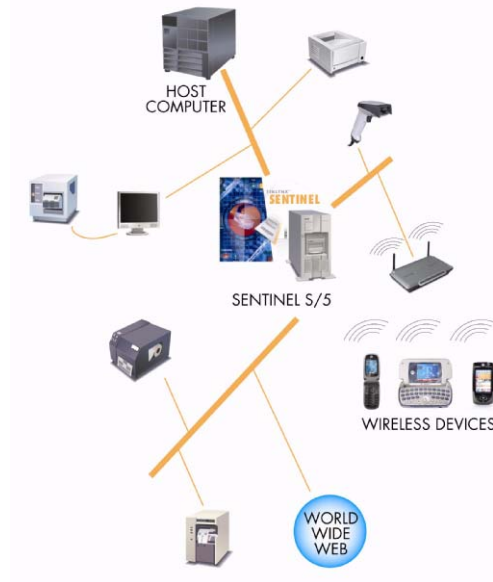 HOST
COMPUTER
SENTINEL
SENTINEL S/5
WIRELESS DEVICES
WORLD
WIDE
WEB